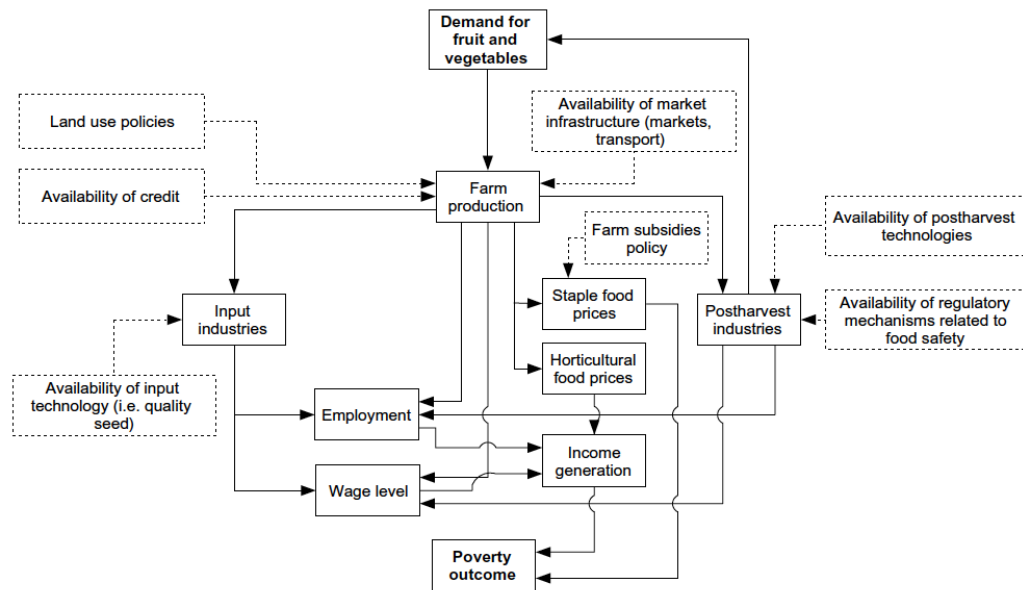 Demand for
fruit and
vegetables
Land use policies
Availability of market
infrastructure (markets,
transport)
Availability of credit
Farm
production
Farm subsidies
policy
Availability of postharvest
technologies
Input
industries
Staple food
prices
Postharvest
industries
Availability of regulatory
mechanisms related to
food safety
Horticultural
food prices
Availability of input
technology (i.e. quality
seed)
Employment
Income
generation
Wage level
Poverty
outcome